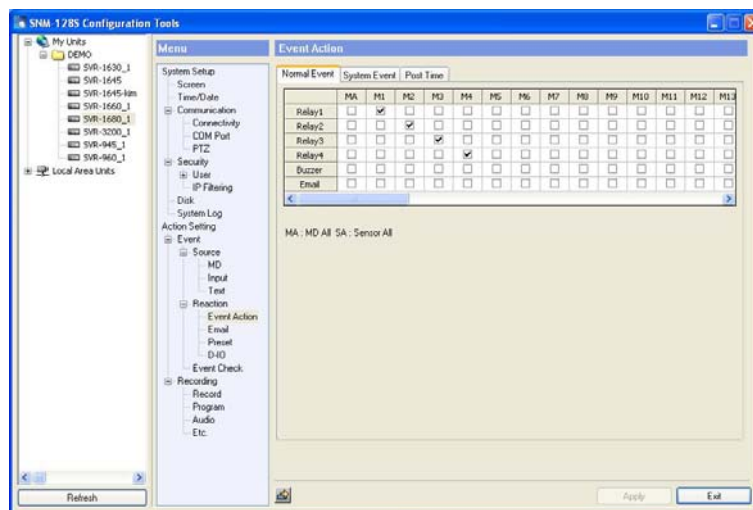 SNM-128S Configuration Tools
My Units
DEMO
SVR-1630_1
SVR-1645
SVR-1645-kim
SVR-1660_1
SVR-1680_1
SVR-3200_1
SVR-945_1
SVR-960_1
Local Area Units
Refresh
Menu
System Setup
Screen
Time/Date
Communication
Connectivity
COM Port
PTZ
Security
User
IP Filtering
Disk
System Log
Action Setting
Event
Source
MD
Input
Text
Reaction
Event Action
Email
Preset
D-IO
Event Check
Recording
Record
Program
Audio
Etc.
Event Action
Normal Event System Event Post Time
MA M1 M2 M3 M4 M5 M6 M7 M8 M9 M10 M11 M12 M13
Relay1
Relay2
Relay3
Relay4
Buzzer
Email
MA : MD All SA : Sensor All
Apply Exit